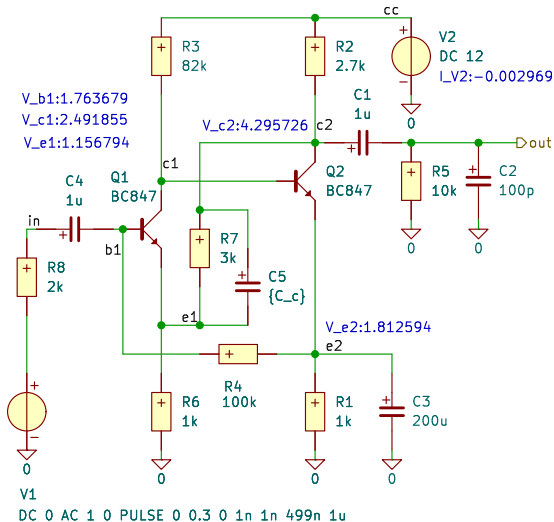 cc
V2
DC 12
I_V2:-0.002969
0
R3
82k
R2
2.7k
V_b1:1.763679
V_c1:2.491855
V_e1:1.156794
V_c2:4.295726
c2
C1
1u
out
c1
Q1
BC847
Q2
BC847
R5
10k
C2
100p
0
0
C4
1u
in
b1
R8
2k
R7
3k
C5
{C_c}
e1
V_e2:1.812594
e2
R4
100k
R6
1k
R1
1k
C3
200u
0
0
0
0
V1
DC 0 AC 1 0 PULSE 0 0.3 0 1n 1n 499n 1u